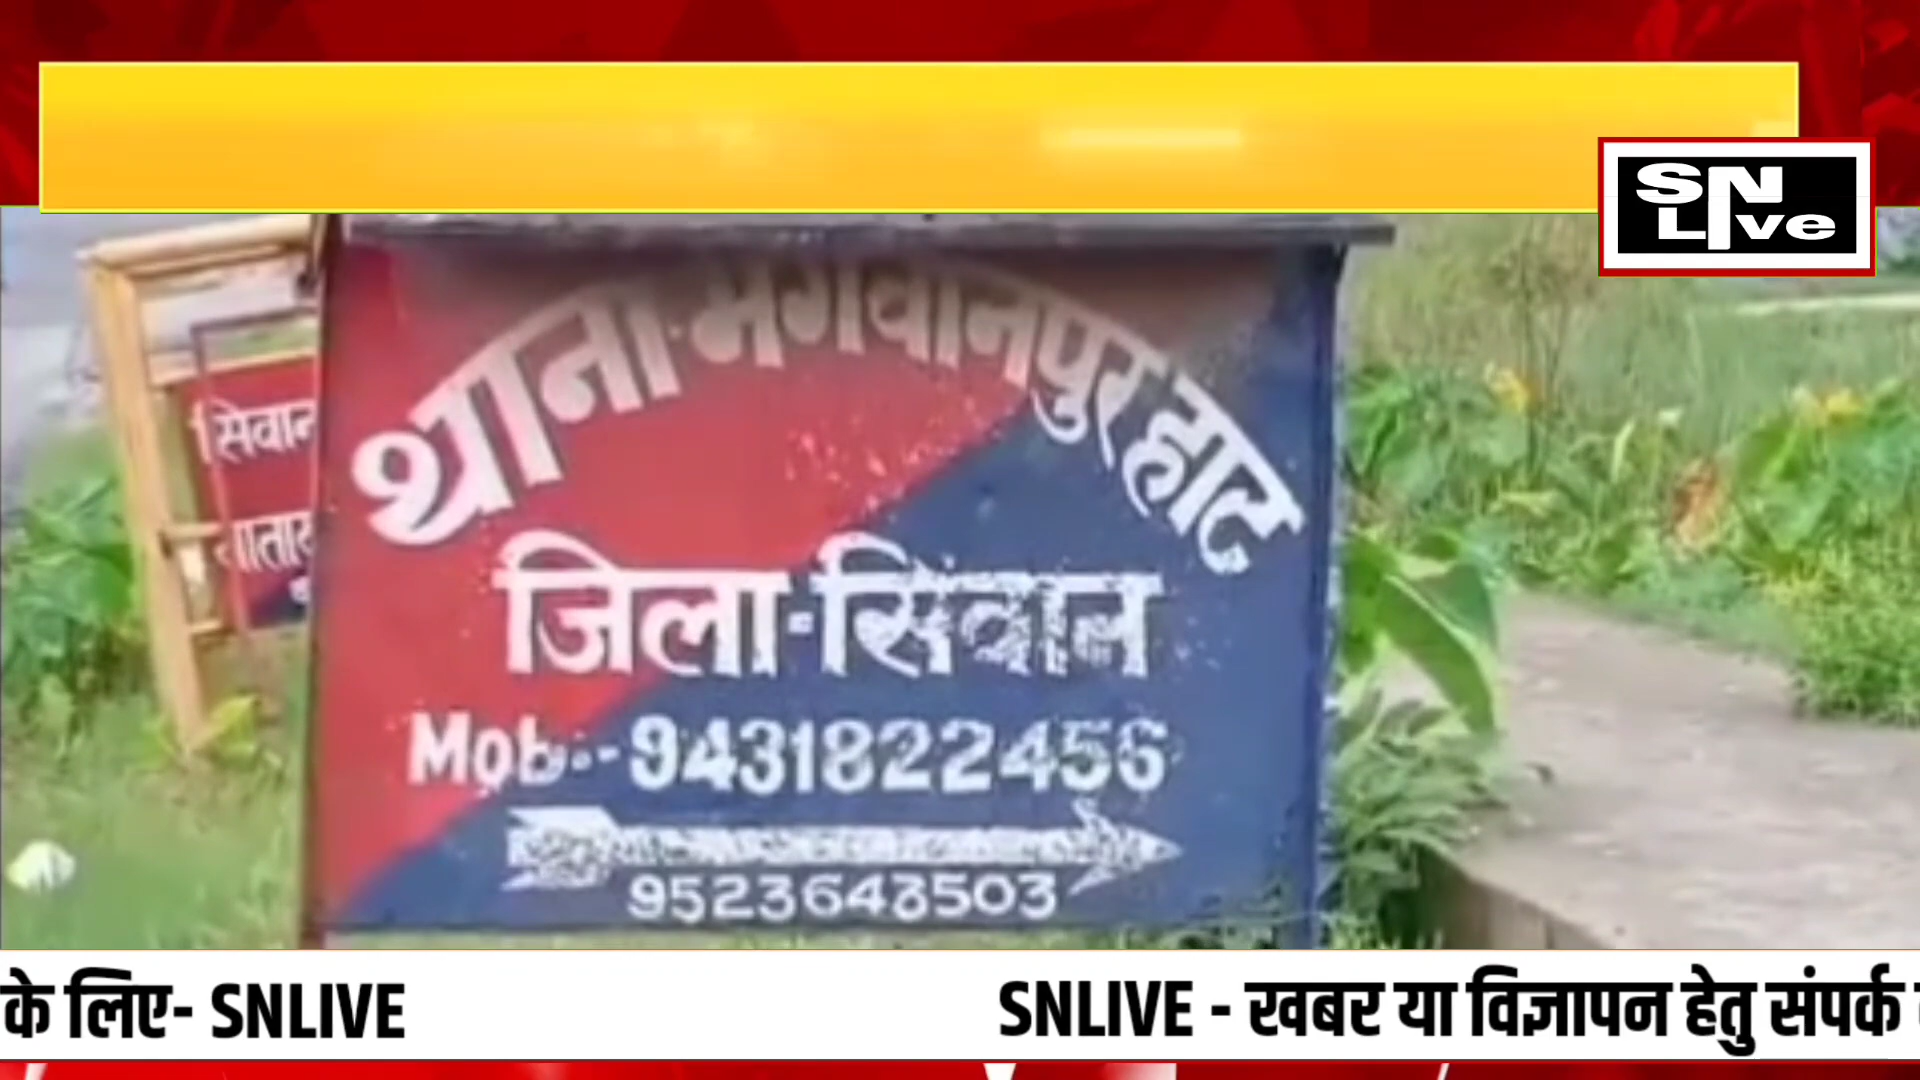 SN
Live
थाना-भगवानपुर हाट
जिला-सिवान
Mob:-9431822456
9523648503
सिवान
के लिए- SNLIVE
SNLIVE - खबर या विज्ञापन हेतु संपर्क